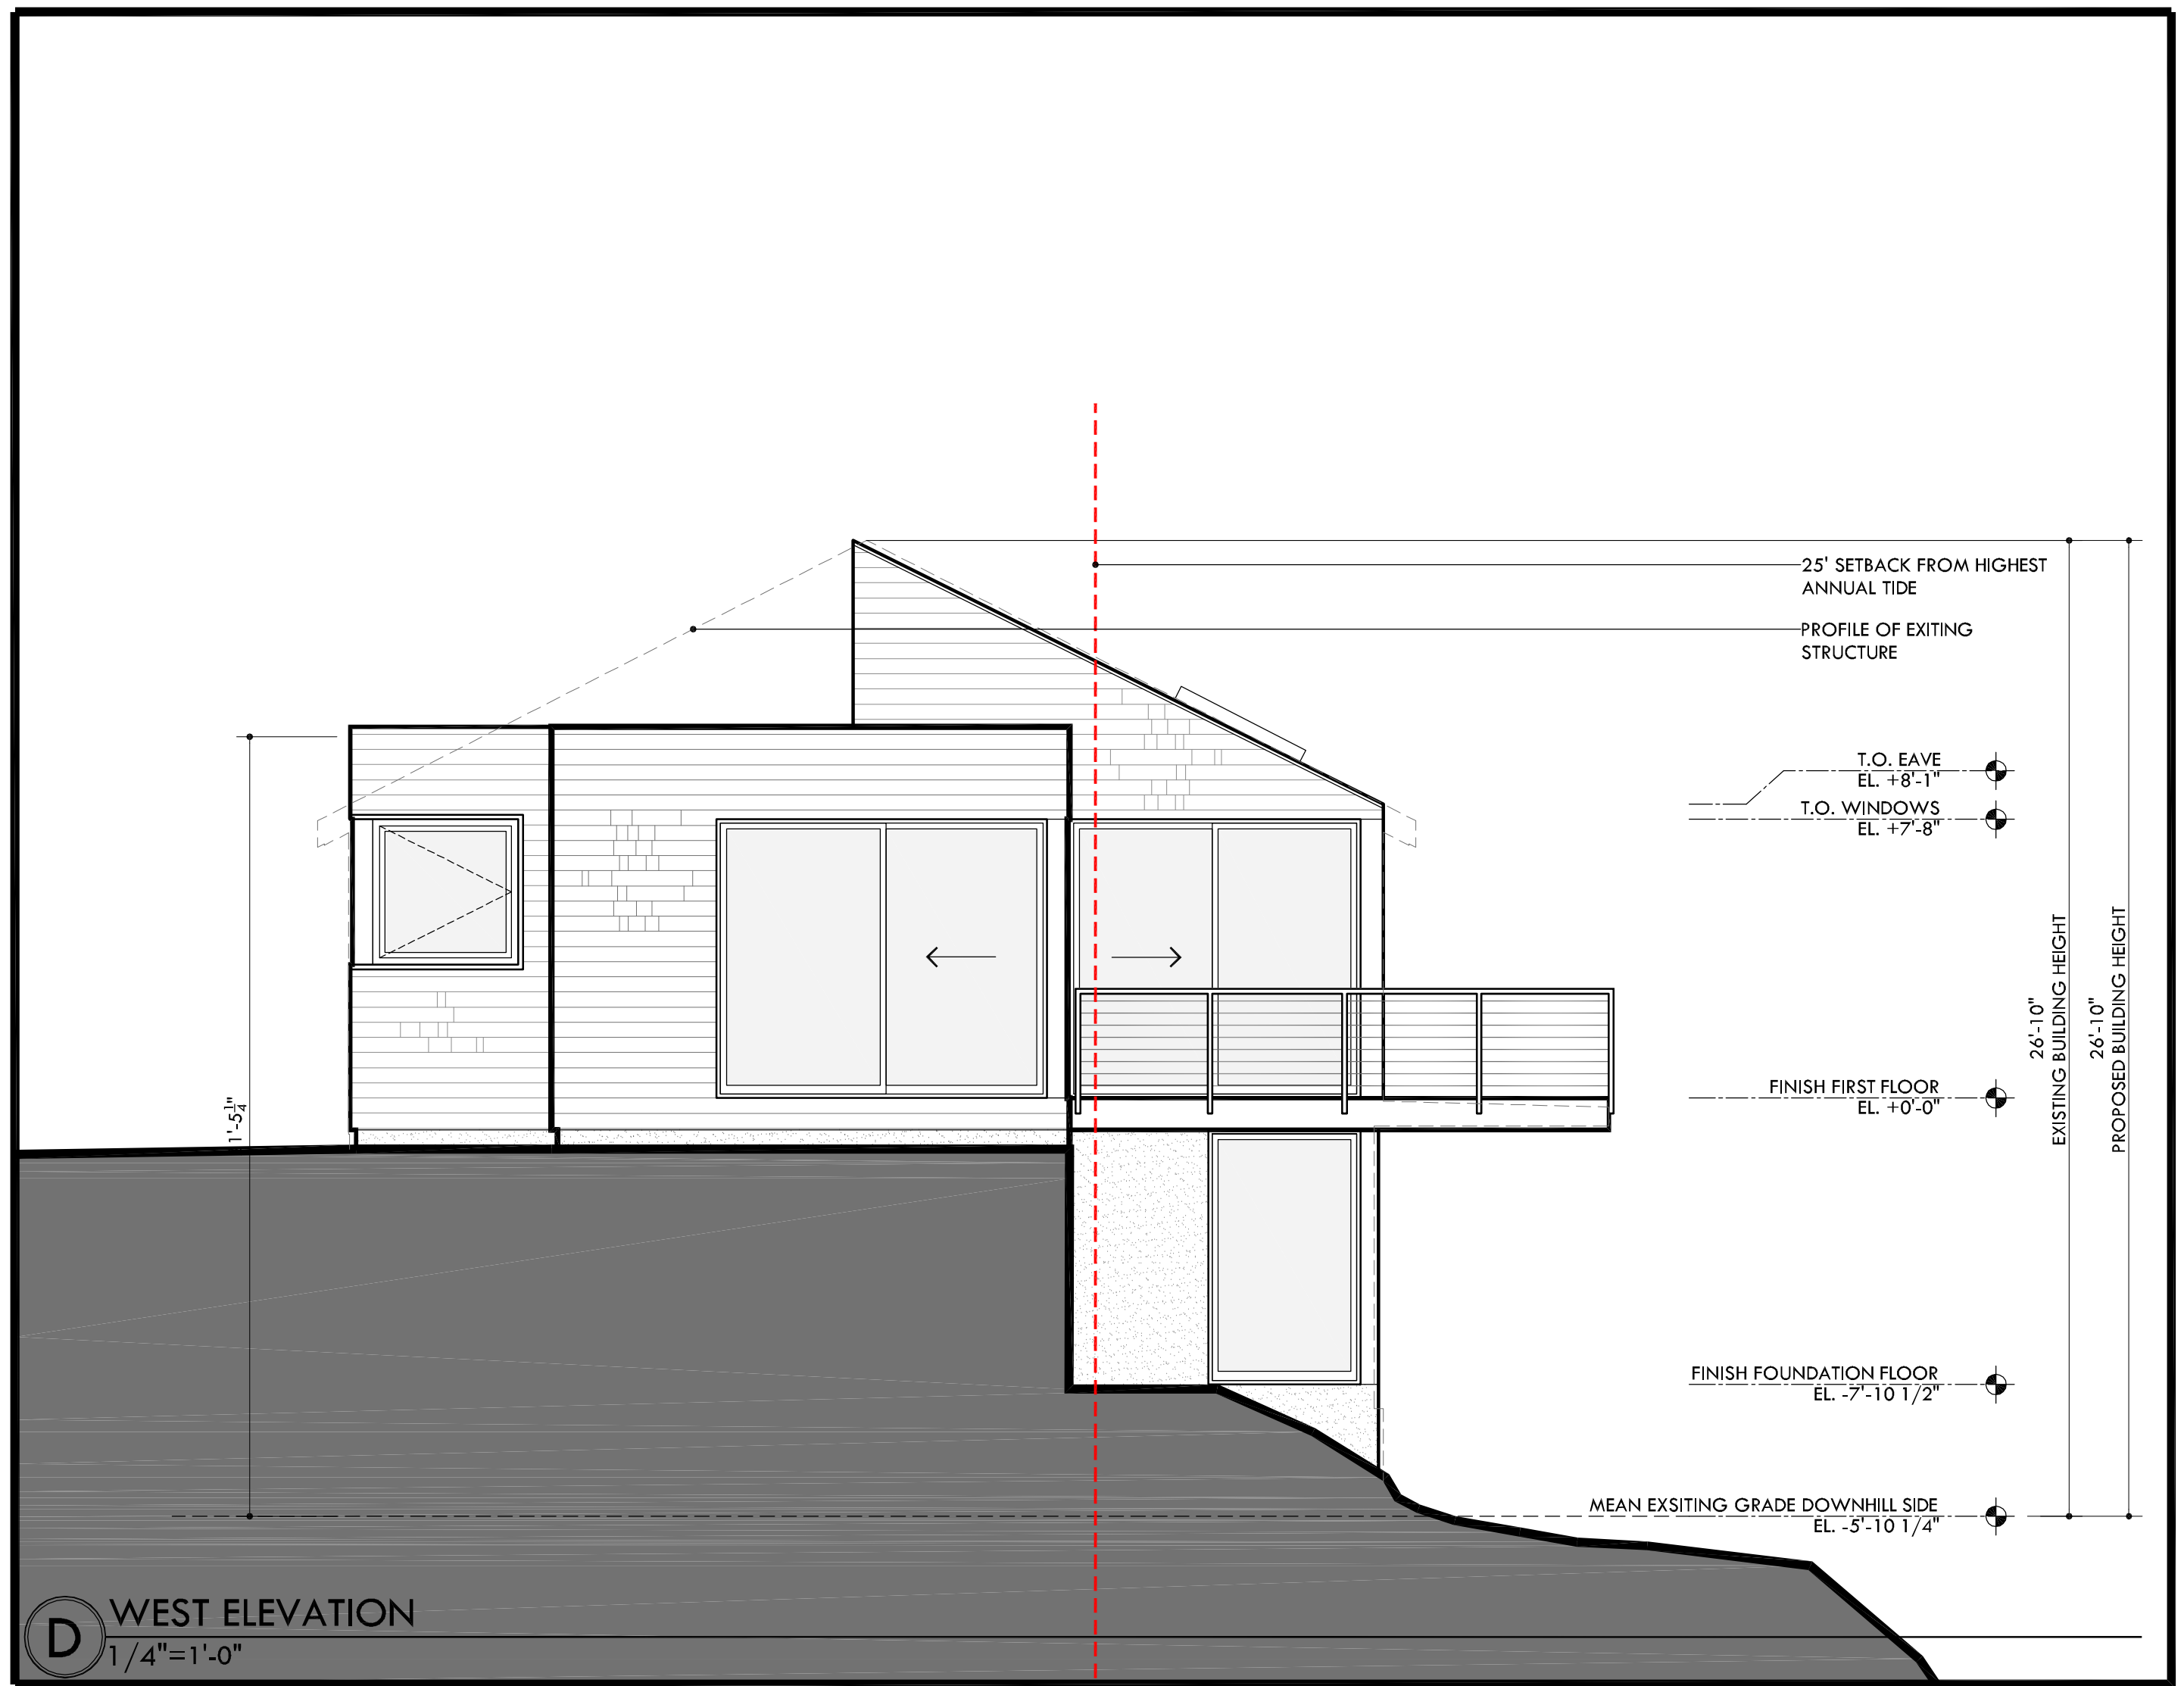 25' SETBACK FROM HIGHEST
ANNUAL TIDE
PROFILE OF EXITING
STRUCTURE
T.O. EAVE
EL. +8'-1"
T.O. WINDOWS
EL. +7'-8"
26'-10"
EXISTING BUILDING HEIGHT
26'-10"
PROPOSED BUILDING HEIGHT
FINISH FIRST FLOOR
EL. +0'-0"
1'-5 1/4"
FINISH FOUNDATION FLOOR
EL. -7'-10 1/2"
MEAN EXSITING GRADE DOWNHILL SIDE
EL. -5'-10 1/4"
D
WEST ELEVATION
1/4"=1'-0"